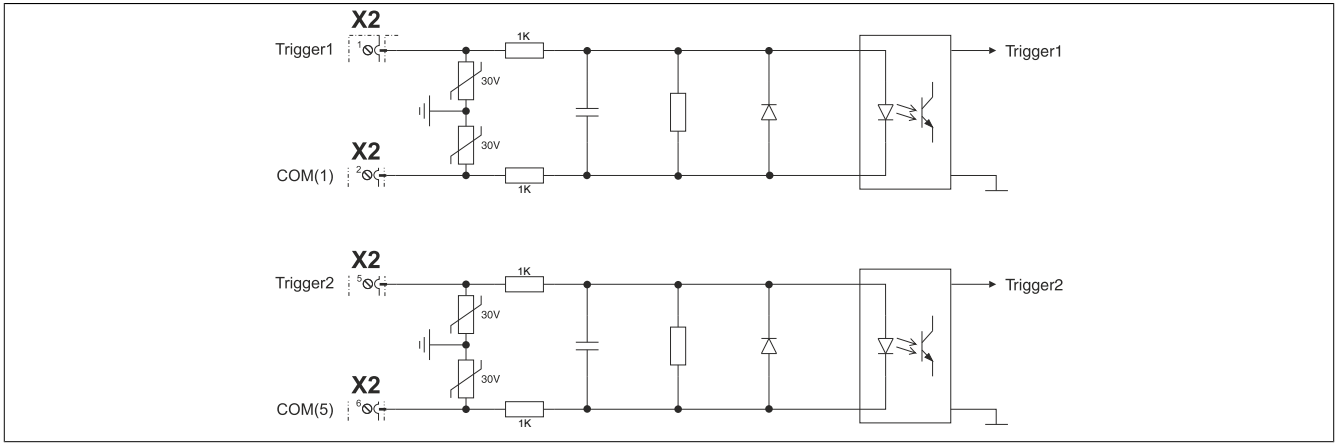 X2
Trigger1
1
1K
Trigger1
30V
30V
X2
COM(1)
2
1K
X2
Trigger2
5
1K
Trigger2
30V
30V
X2
COM(5)
6
1K